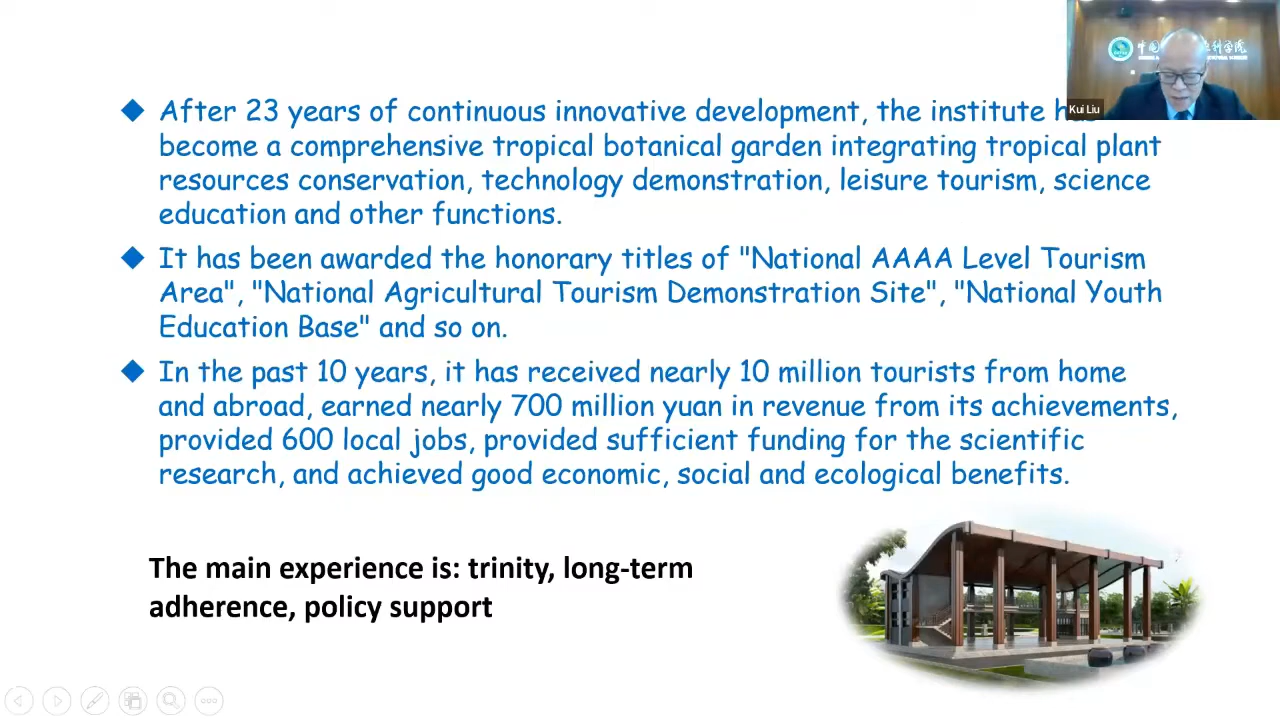 After 23 years of continuous innovative development, the institute
become a comprehensive tropical botanical garden integrating tropical plant
resources conservation, technology demonstration, leisure tourism, science
education and other functions.
It has been awarded the honorary titles of "National AAAA Level Tourism
Area", "National Agricultural Tourism Demonstration Site", "National Youth
Education Base" and so on.
In the past 10 years, it has received nearly 10 million tourists from home
and abroad, earned nearly 700 million yuan in revenue from its achievements,
provided 600 local jobs, provided sufficient funding for the scientific
research, and achieved good economic, social and ecological benefits.
The main experience is: trinity, long-term
adherence, policy support
中国
科学院
Kui Liu